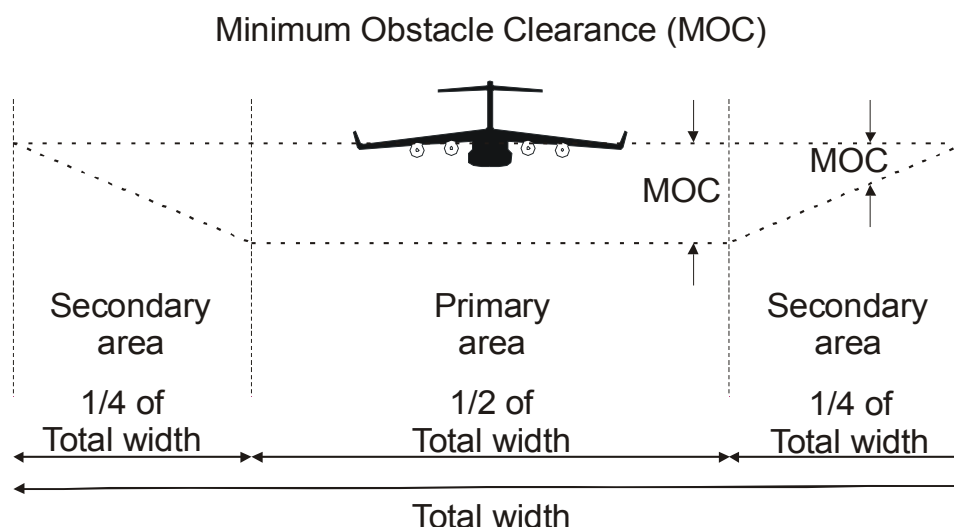 Minimum Obstacle Clearance (MOC)
MOC
MOC
Secondary
area
Primary
area
Secondary
area
1/4 of
Total width
1/2 of
Total width
1/4 of
Total width
Total width